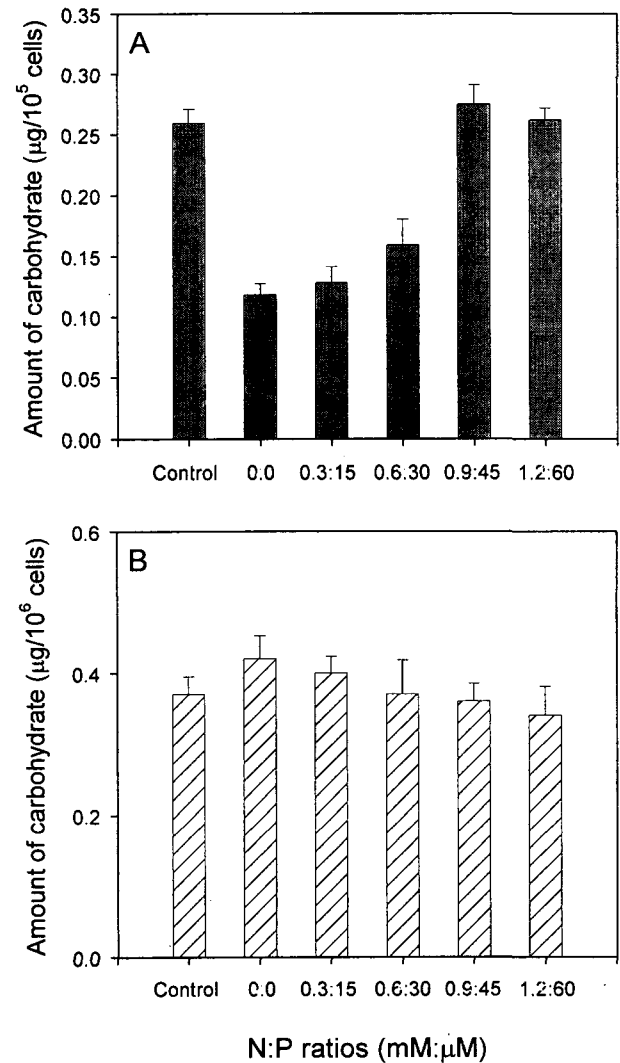 A
Amount of carbohydrate (μg/10⁵ cells)
0.35
0.30
0.25
0.20
0.15
0.10
0.05
0.00
Control 0:0 0.3:15 0.6:30 0.9:45 1.2:60
B
Amount of carbohydrate (μg/10⁶ cells)
0.6
0.4
0.2
0.0
Control 0:0 0.3:15 0.6:30 0.9:45 1.2:60
N:P ratios (mM:μM)